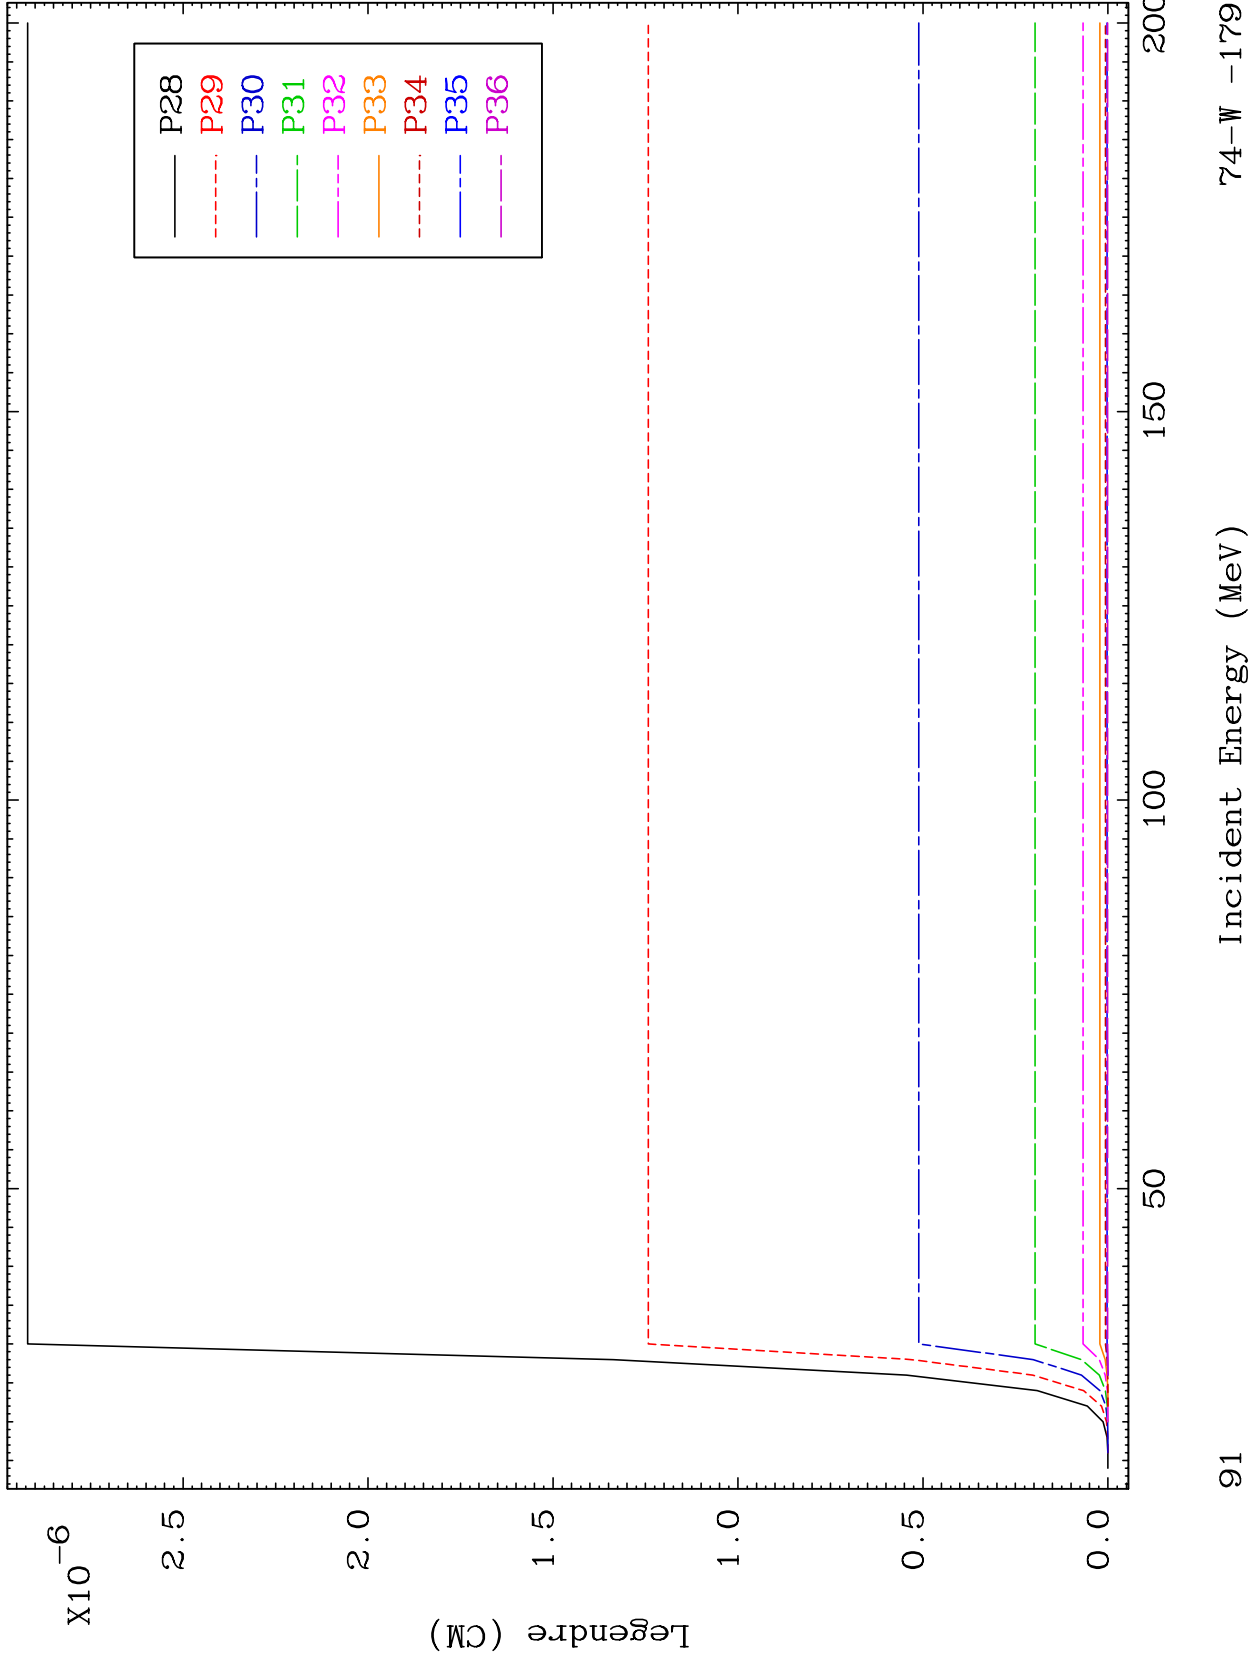 X10-6
2.5
2.0
1.5
1.0
0.5
0.0
Legendre (CM)
P28
P29
P30
P31
P32
P33
P34
P35
P36
50
100
150
200
91
Incident Energy (MeV)
74-W -179